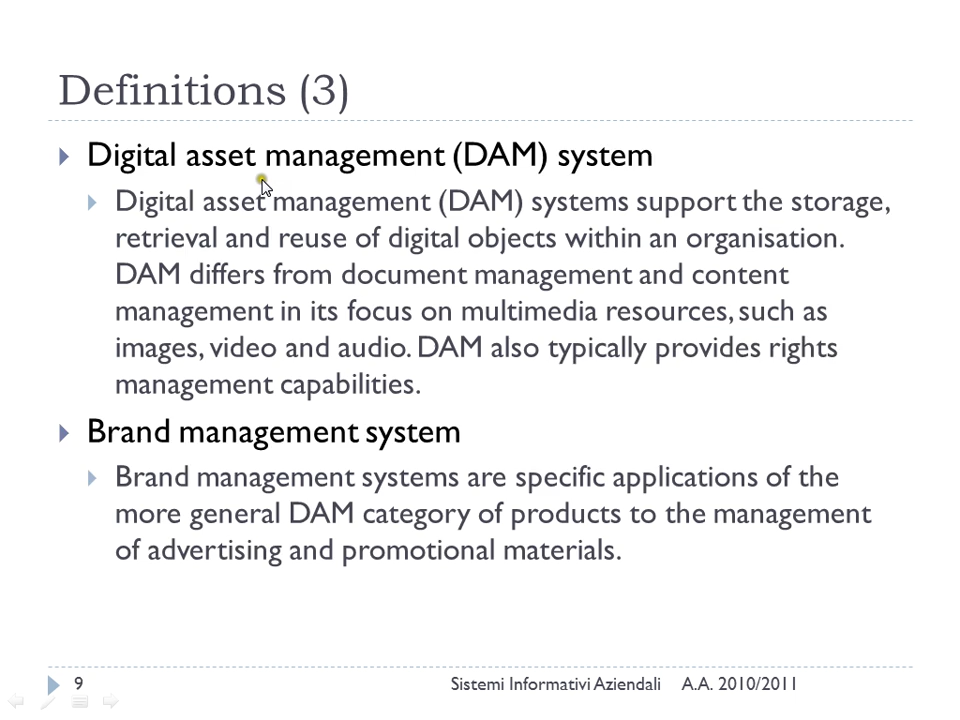 Definitions (3)
Digital asset management (DAM) system
Digital asset management (DAM) systems support the storage,
retrieval and reuse of digital objects within an organisation.
DAM differs from document management and content
management in its focus on multimedia resources, such as
images, video and audio. DAM also typically provides rights
management capabilities.
Brand management system
Brand management systems are specific applications of the
more general DAM category of products to the management
of advertising and promotional materials.
9 Sistemi Informativi Aziendali A.A. 2010/2011